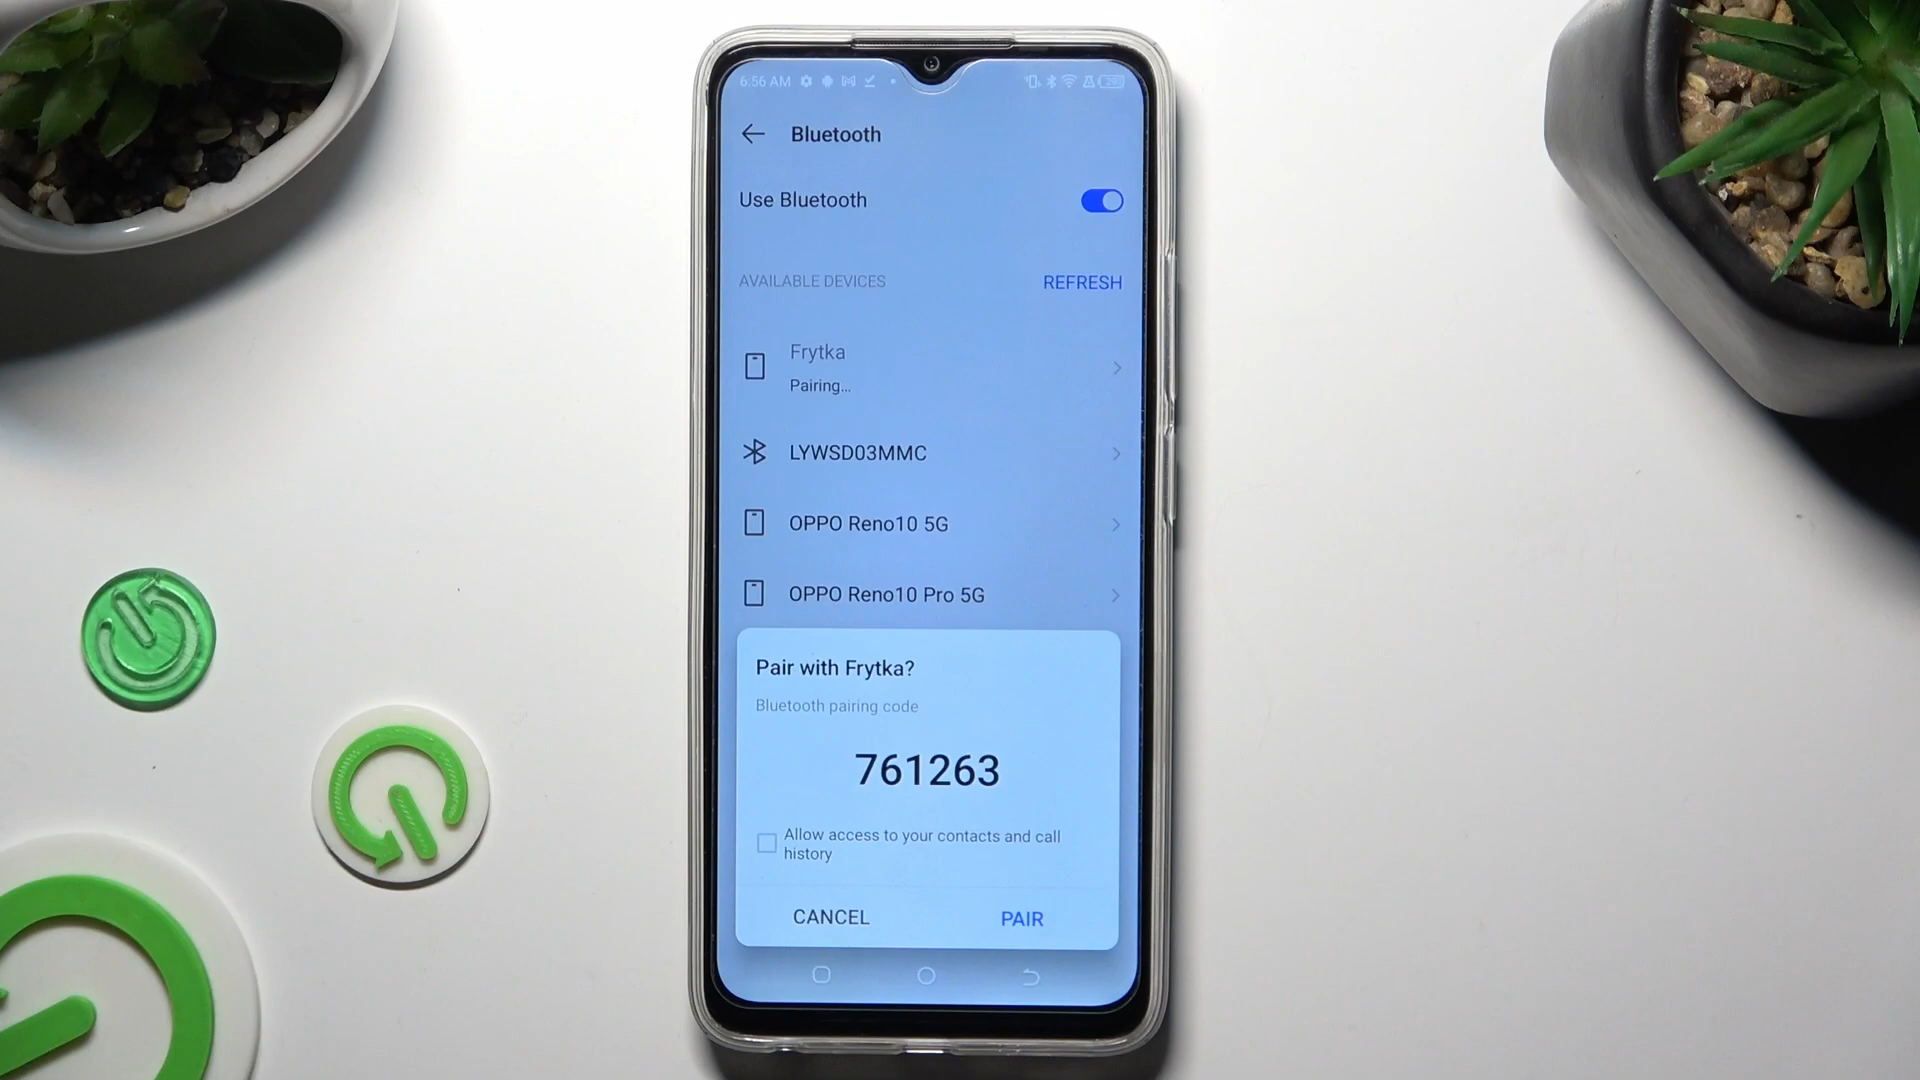 6:56 AM
Bluetooth
Use Bluetooth
AVAILABLE DEVICES
REFRESH
Frytka
Pairing...
LYWSD03MMC
OPPO Reno10 5G
OPPO Reno10 Pro 5G
Pair with Frytka?
Bluetooth pairing code
761263
Allow access to your contacts and call
history
CANCEL
PAIR